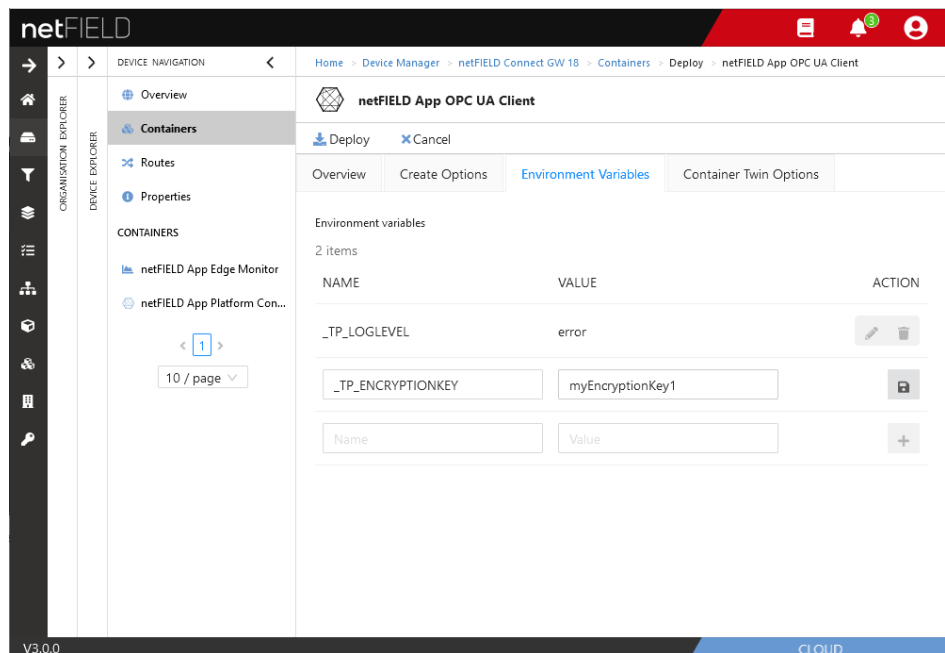 netFIELD
3
DEVICE NAVIGATION
Home > Device Manager > netFIELD Connect GW 18 > Containers > Deploy > netFIELD App OPC UA Client
ORGANISATION EXPLORER
DEVICE EXPLORER
Overview
Containers
Routes
Properties
CONTAINERS
netFIELD App Edge Monitor
netFIELD App Platform Con...
< 1 >
10 / page
netFIELD App OPC UA Client
Deploy Cancel
Overview Create Options Environment Variables Container Twin Options
Environment variables
2 items
NAME VALUE ACTION
_TP_LOGLEVEL error
_TP_ENCRYPTIONKEY myEncryptionKey1
Name Value
V3.0.0 CLOUD